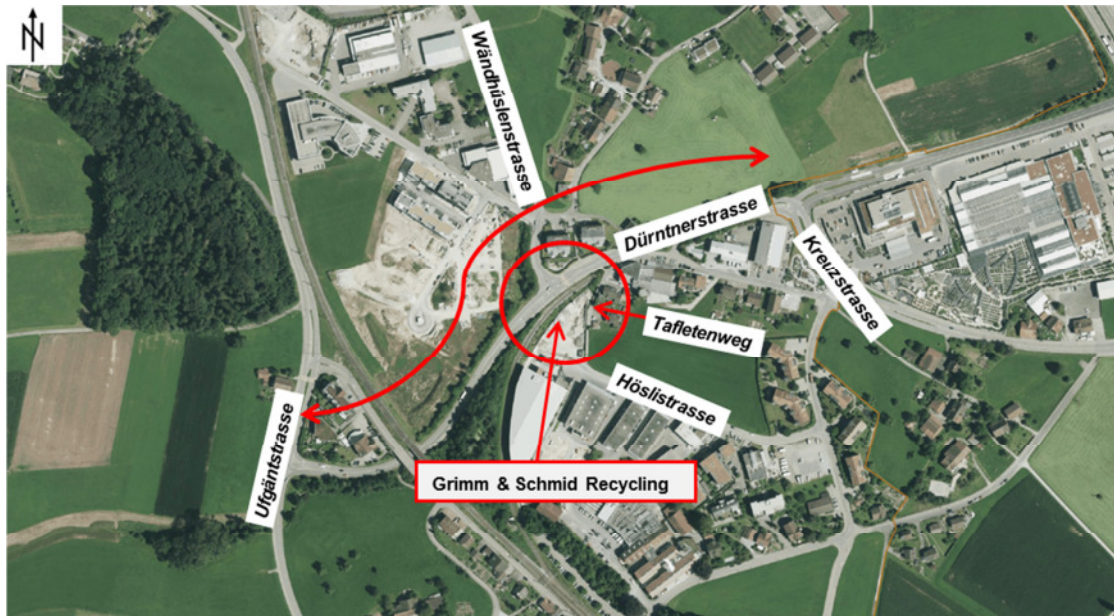 N
Wändhüslenstrasse
Dürntnerstrasse
Kreuzstrasse
Tafletenweg
Höslistrasse
Ufgäntstrasse
Grimm & Schmid Recycling